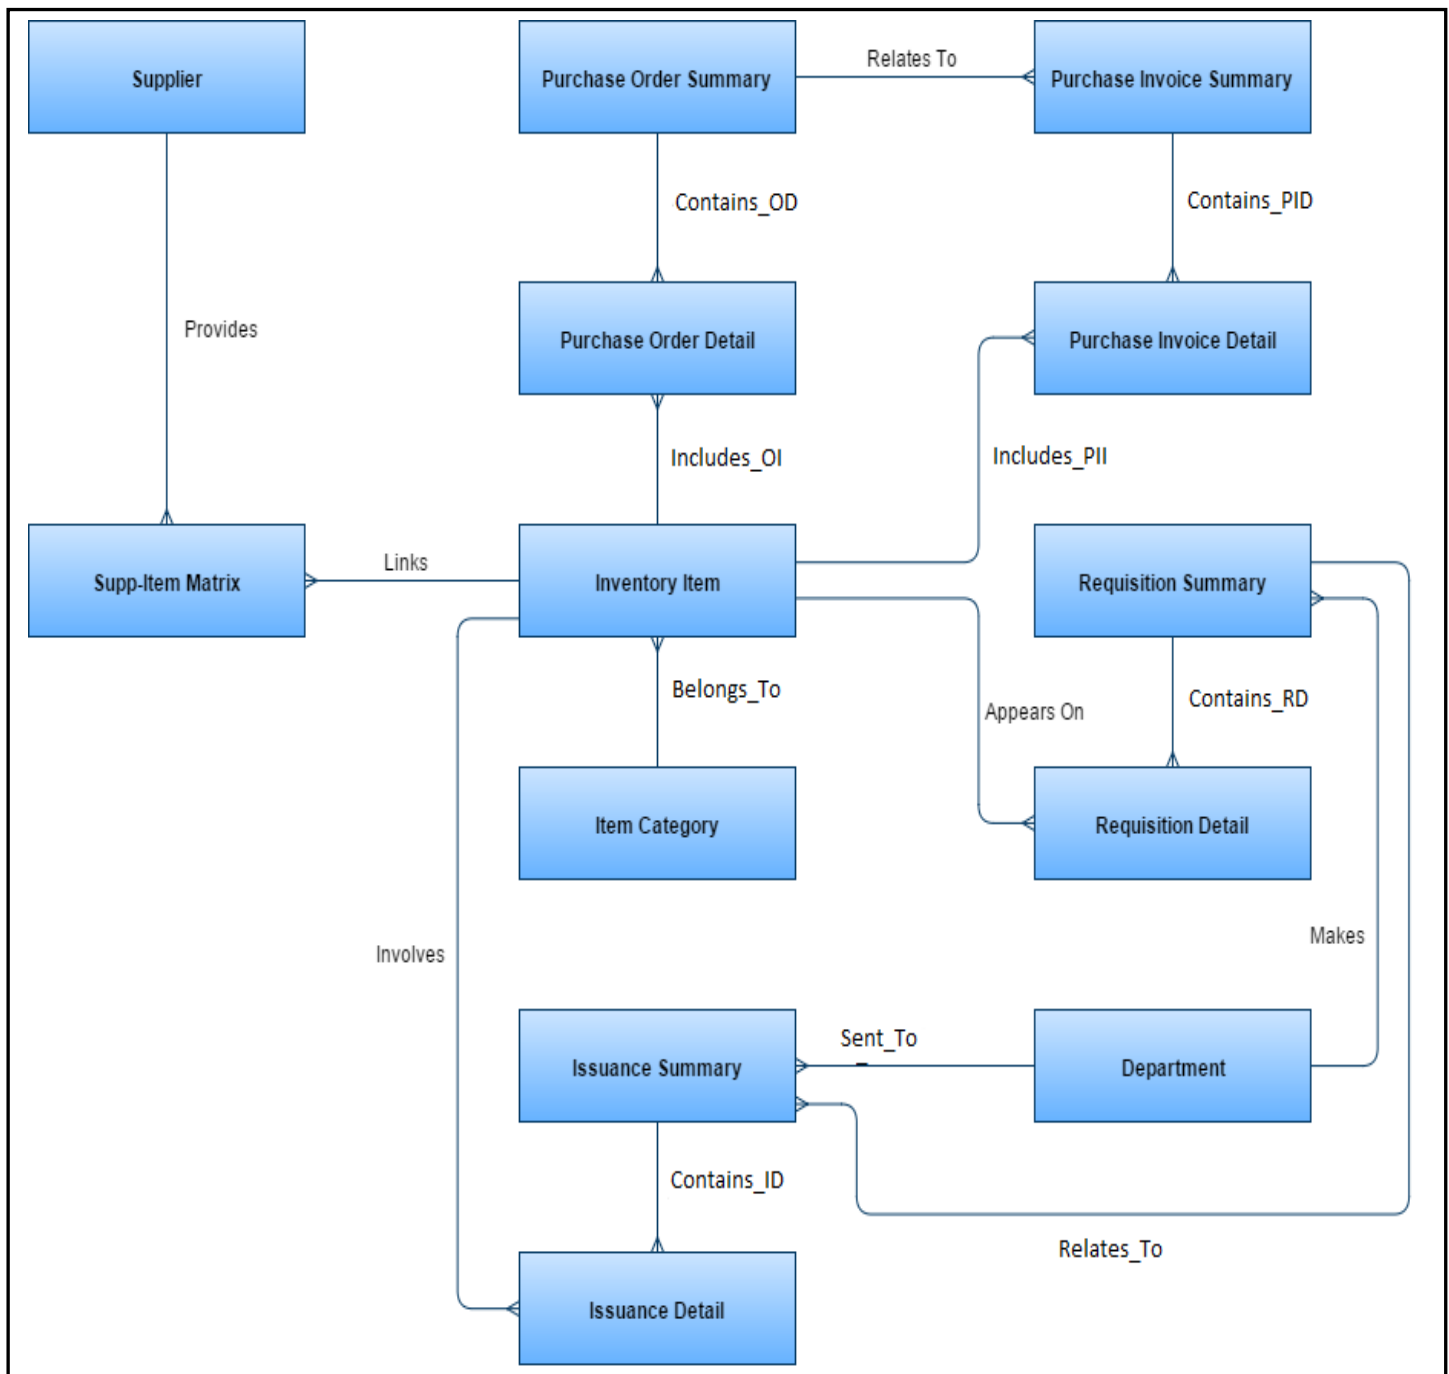 Supplier
Purchase Order Summary
Relates To
Purchase Invoice Summary
Contains_OD
Contains_PID
Provides
Purchase Order Detail
Purchase Invoice Detail
Includes_OI
Includes_PII
Supp-Item Matrix
Links
Inventory Item
Requisition Summary
Belongs_To
Appears On
Contains_RD
Item Category
Requisition Detail
Involves
Makes
Issuance Summary
Sent_To
Department
Contains_ID
Relates_To
Issuance Detail